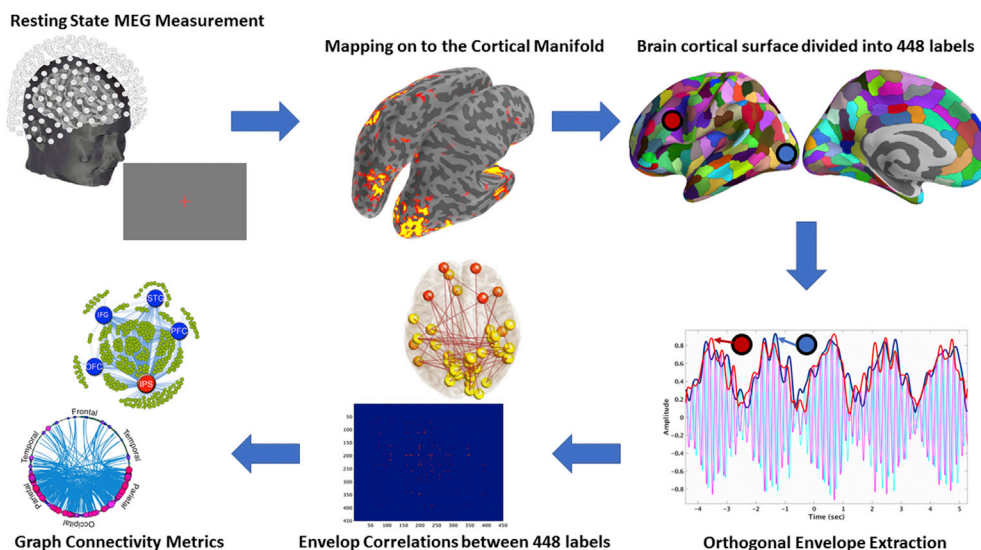 Resting State MEG Measurement
Mapping on to the Cortical Manifold
Brain cortical surface divided into 448 labels
STG
IFG
PFC
OFC
IPS
Frontal
Temporal
Temporal
Parietal
Parietal
Occipital
50
100
150
200
250
300
350
400
450
50 100 150 200 250 300 350 400 450
0.8
0.6
0.4
0.2
0
-0.2
-0.4
-0.6
-0.8
Amplitude
-4 -3 -2 -1 0 1 2 3 4 5
Time (sec)
Graph Connectivity Metrics
Envelop Correlations between 448 labels
Orthogonal Envelope Extraction